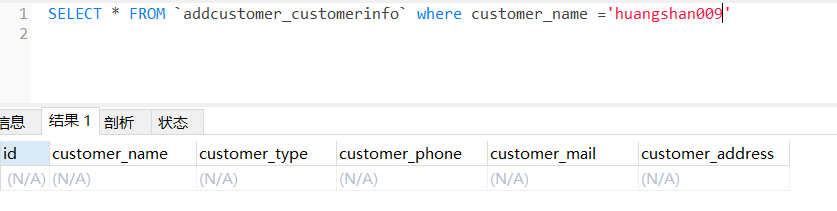 1 SELECT * FROM `addcustomer_customerinfo` where customer_name ='huangshan009'
2
信息 结果 1 剖析 状态
id customer_name customer_type customer_phone customer_mail customer_address
(N/A) (N/A) (N/A) (N/A) (N/A) (N/A)